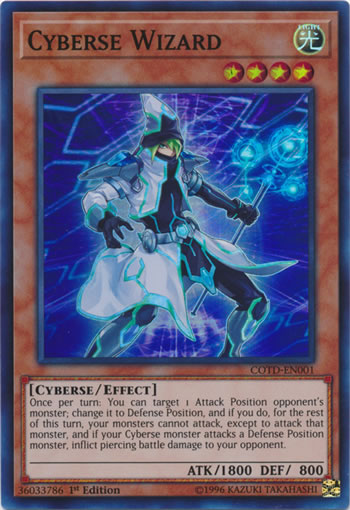 CYBERSE WIZARD
LIGHT
光
COTD-EN001
[CYBERSE/EFFECT]
Once per turn: You can target 1 Attack Position opponent's
monster; change it to Defense Position, and if you do, for the rest
of this turn, your monsters cannot attack, except to attack that
monster, and if your Cyberse monster attacks a Defense Position
monster, inflict piercing battle damage to your opponent.
ATK/1800 DEF/ 800
36033786 1st Edition ©1996 KAZUKI TAKAHASHI